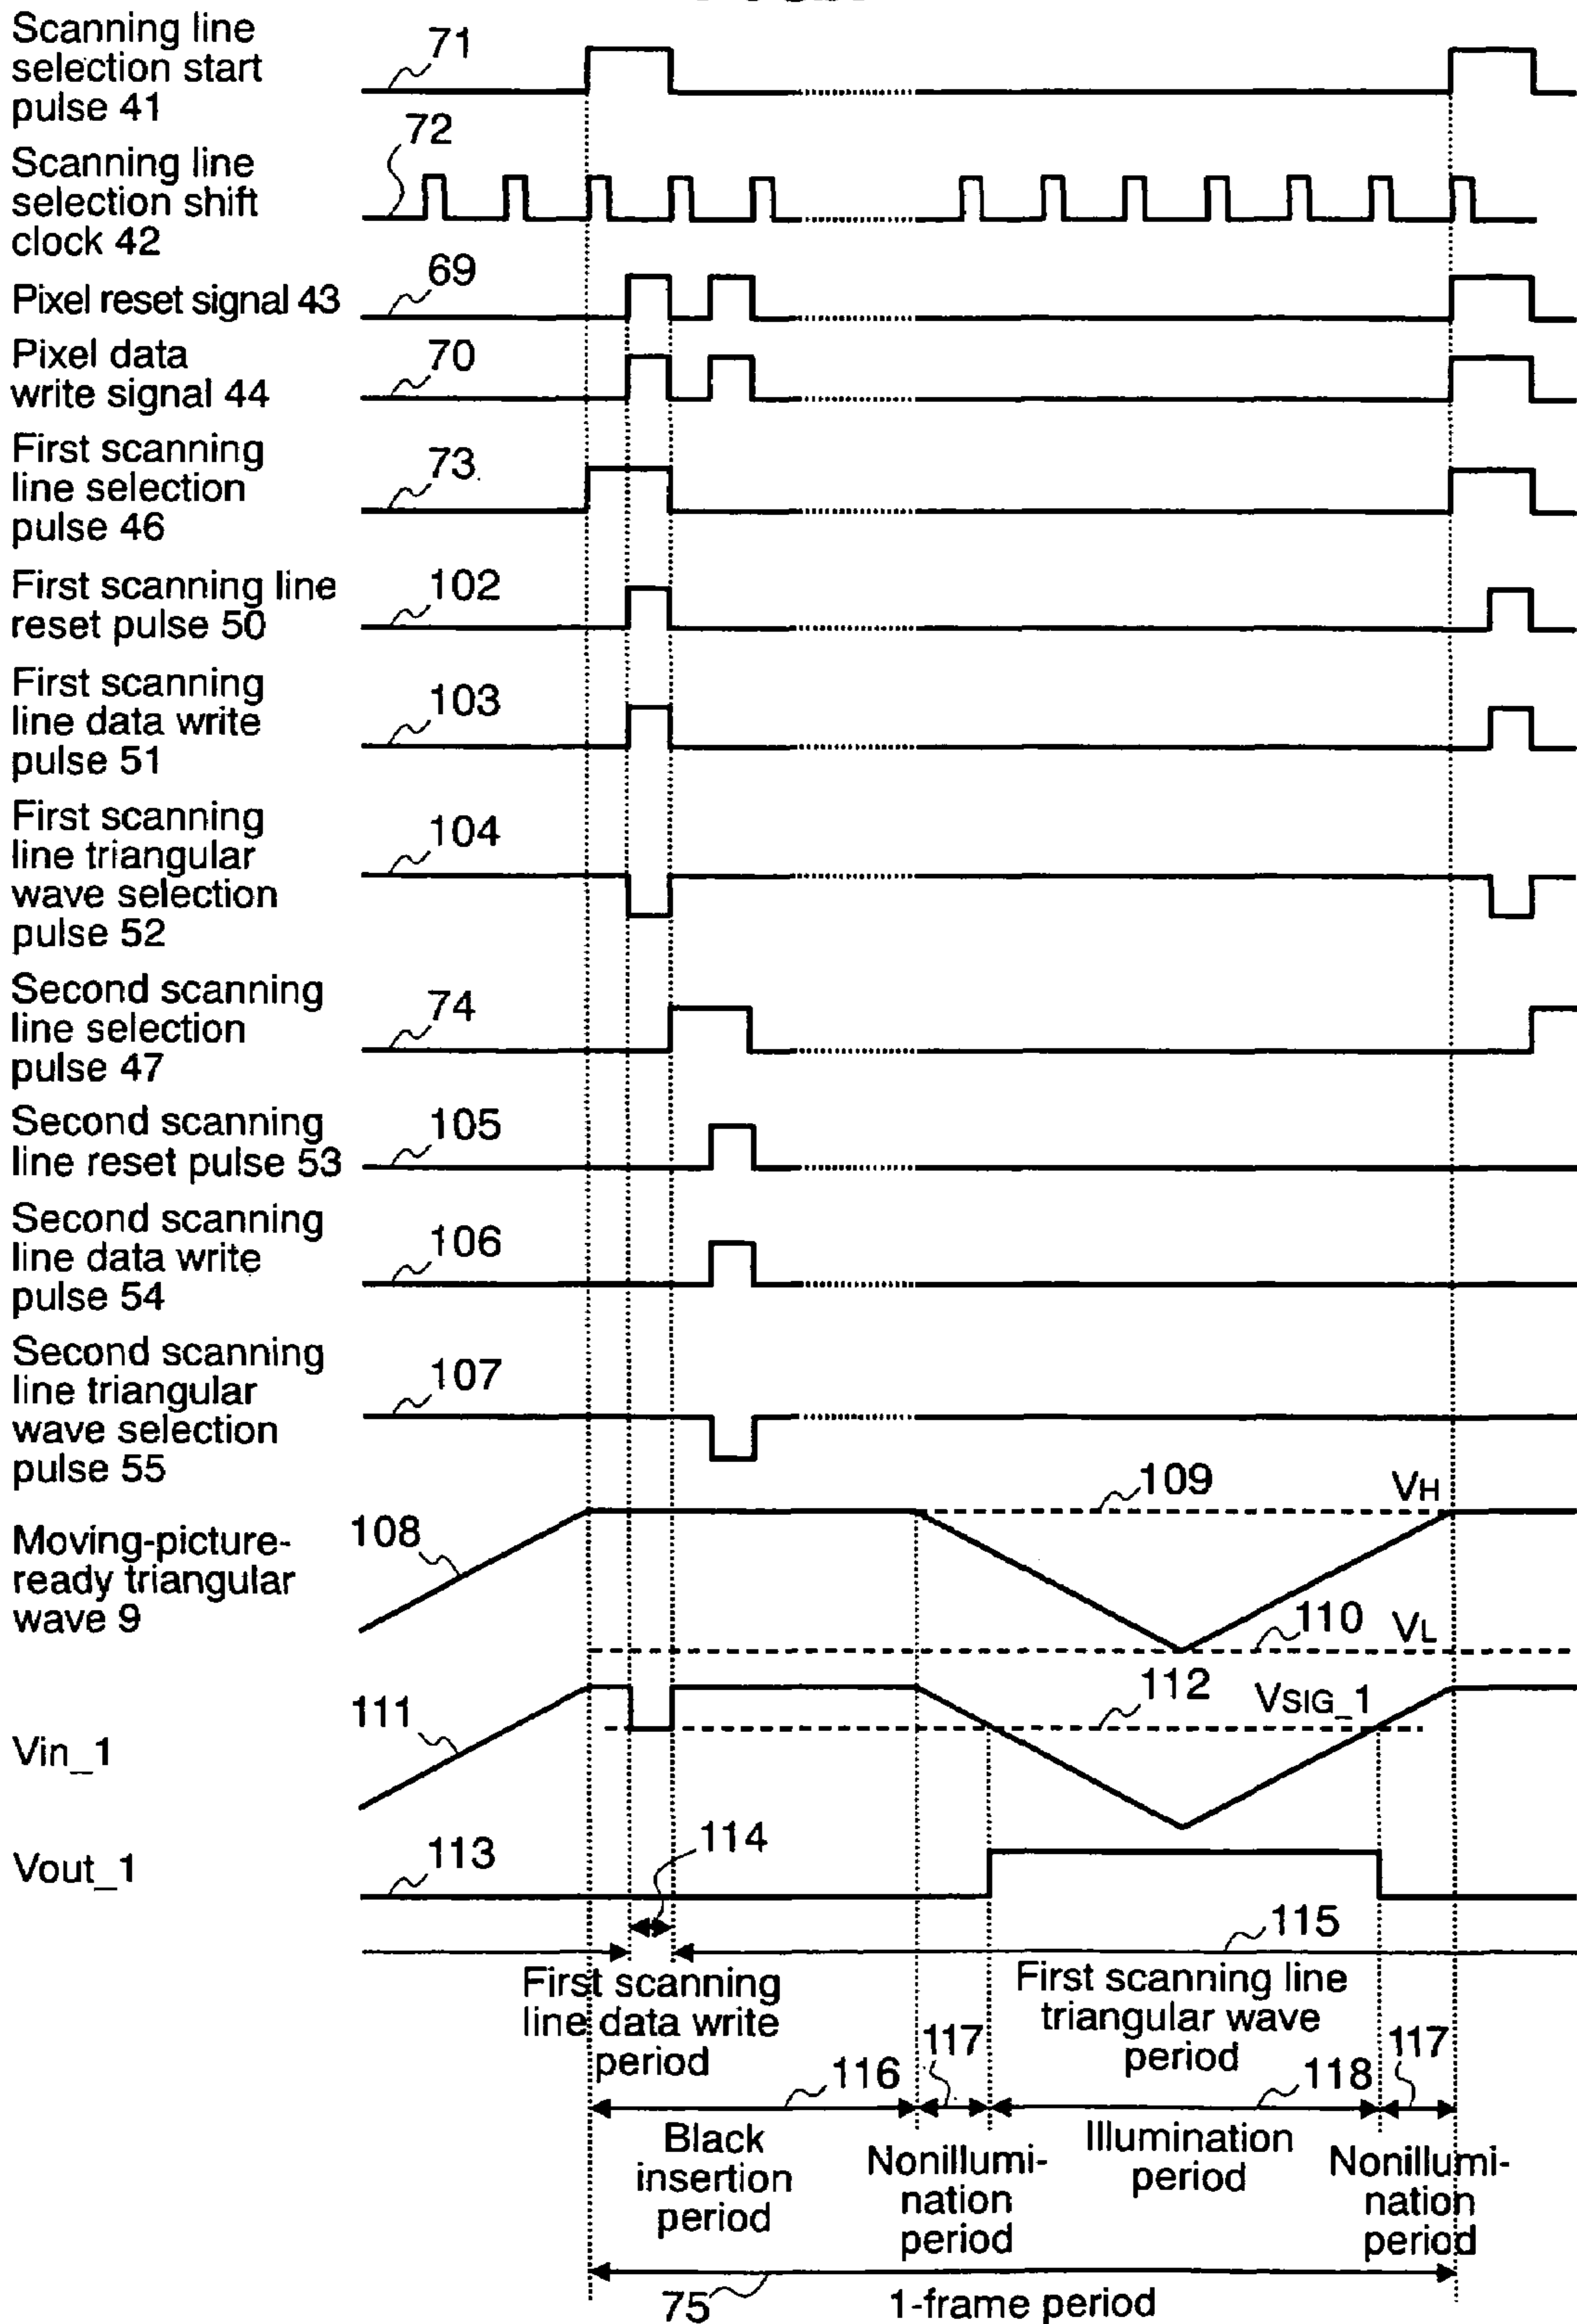 Scanning line
selection start
pulse 41
71
Scanning line
selection shift
clock 42
72
Pixel reset signal 43
69
Pixel data
write signal 44
70
First scanning
line selection
pulse 46
73
First scanning line
reset pulse 50
102
First scanning
line data write
pulse 51
103
First scanning
line triangular
wave selection
pulse 52
104
Second scanning
line selection
pulse 47
74
Second scanning
line reset pulse 53
105
Second scanning
line data write
pulse 54
106
Second scanning
line triangular
wave selection
pulse 55
107
Moving-picture-
ready triangular
wave 9
108
109
VH
110
VL
Vin_1
111
112
VSIG_1
Vout_1
113
114
115
First scanning
line data write
period
First scanning line
triangular wave
period
116
117
118
117
Black
insertion
period
Nonillumi-
nation
period
Illumination
period
Nonillumi-
nation
period
75
1-frame period